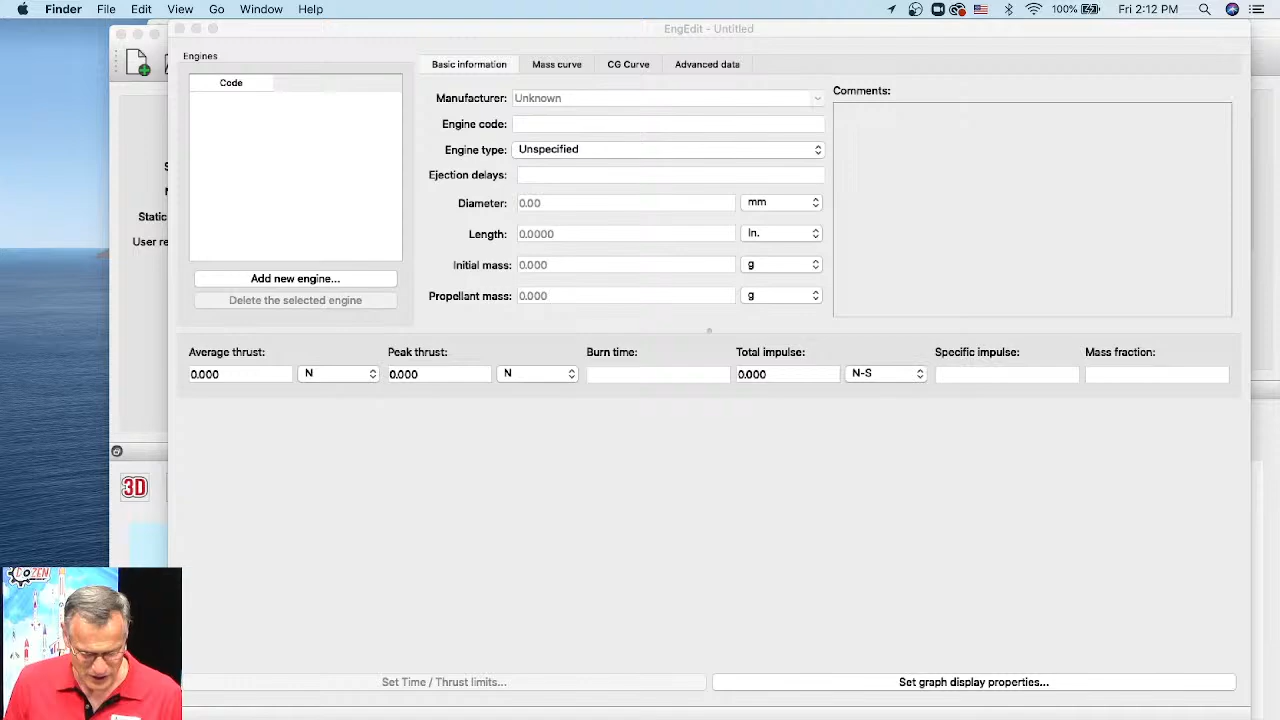 Finder File Edit View Go Window Help 100% Fri 2:12 PM
EngEdit - Untitled
Engines
Code
Add new engine...
Delete the selected engine
Basic information Mass curve CG Curve Advanced data
Manufacturer: Unknown
Engine code:
Engine type: Unspecified
Ejection delays:
Diameter: 0.00 mm
Length: 0.0000 In.
Initial mass: 0.000 g
Propellant mass: 0.000 g
Comments:
Static
User re
Average thrust: Peak thrust: Burn time: Total impulse: Specific impulse: Mass fraction:
0.000 N 0.000 N 0.000 N-S
3D
Set Time / Thrust limits... Set graph display properties...